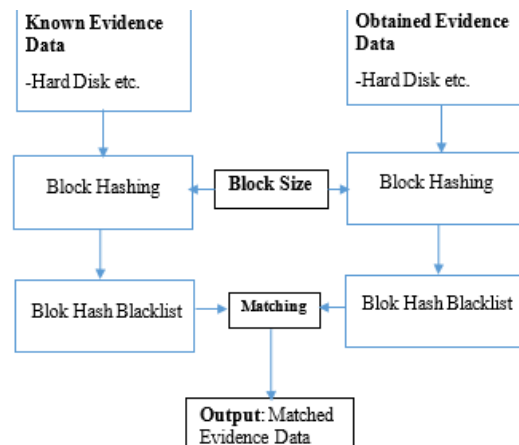 Known Evidence
Data
-Hard Disk etc.
Obtained Evidence
Data
-Hard Disk etc.
Block Hashing
Block Size
Block Hashing
Blok Hash Blacklist
Matching
Blok Hash Blacklist
Output: Matched
Evidence Data